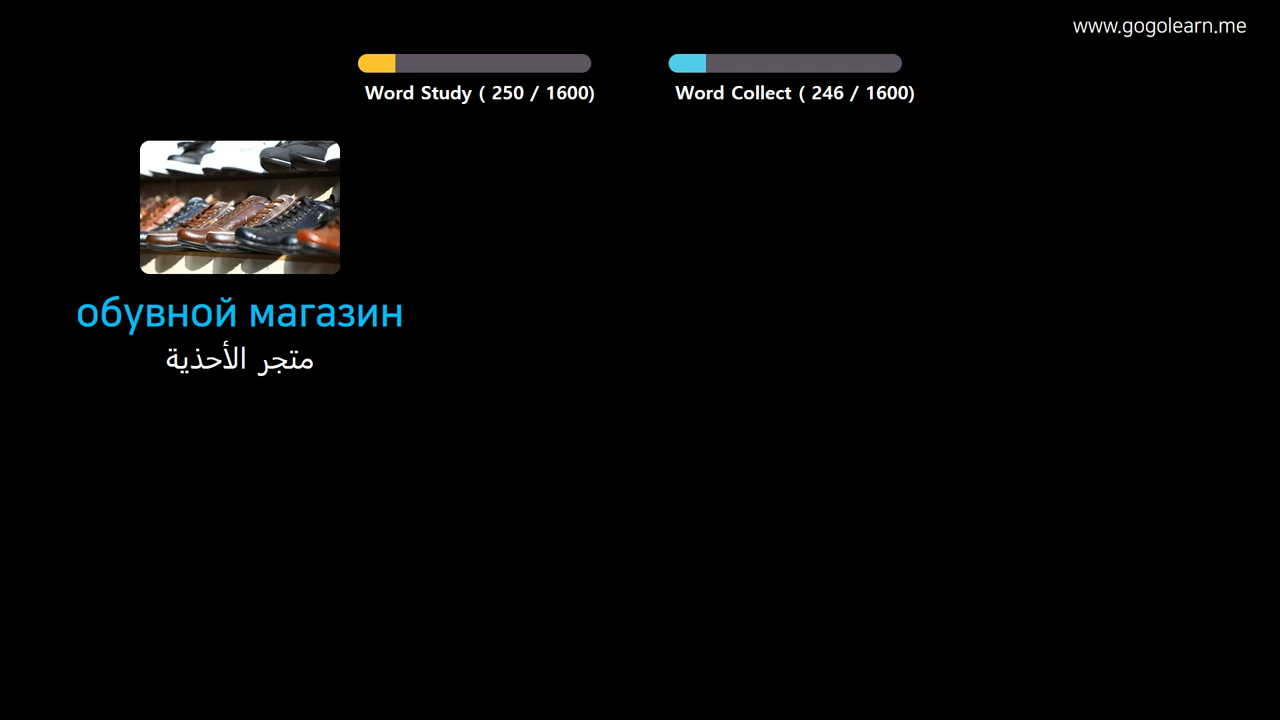 www.gogolearn.me
Word Study ( 250 / 1600)
Word Collect ( 246 / 1600)
обувной магазин
متجر الأحذية